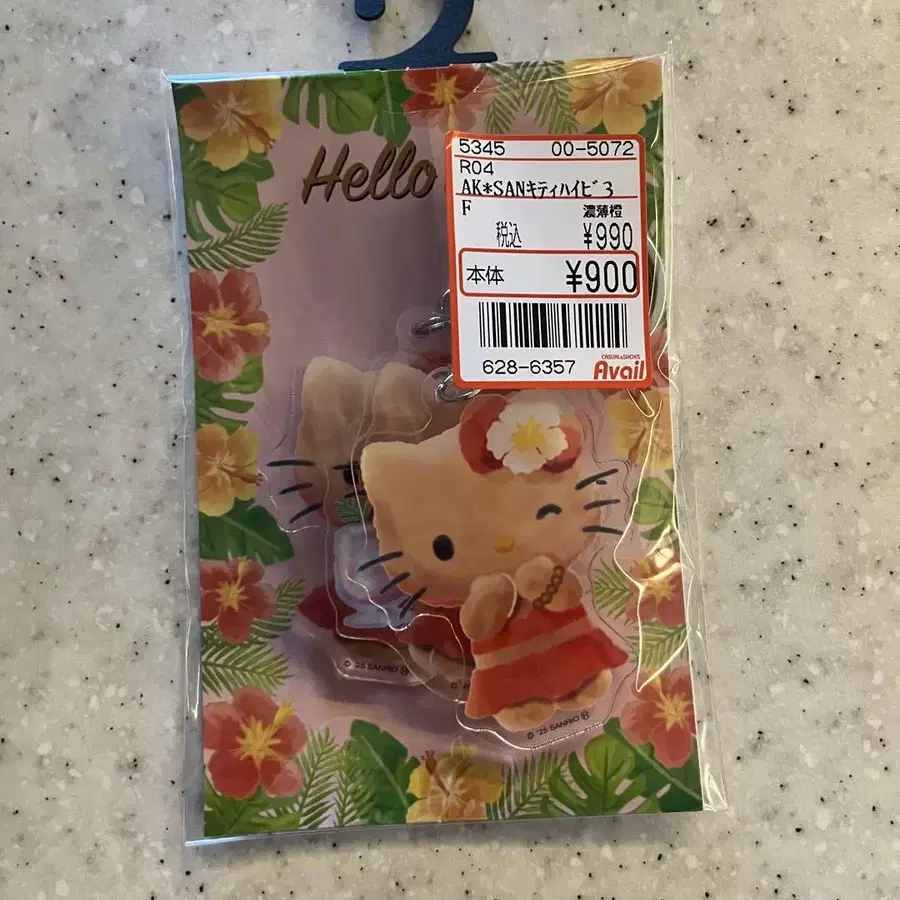 Hello
5345 00-5072
R04
AK*SANキティハイビ3
F 濃薄橙
税込 ¥990
本体 ¥900
628-6357
CASUAL&SHOES
Avail
© '25 SANRIO Ⓗ
© '25 SANRIO Ⓗ